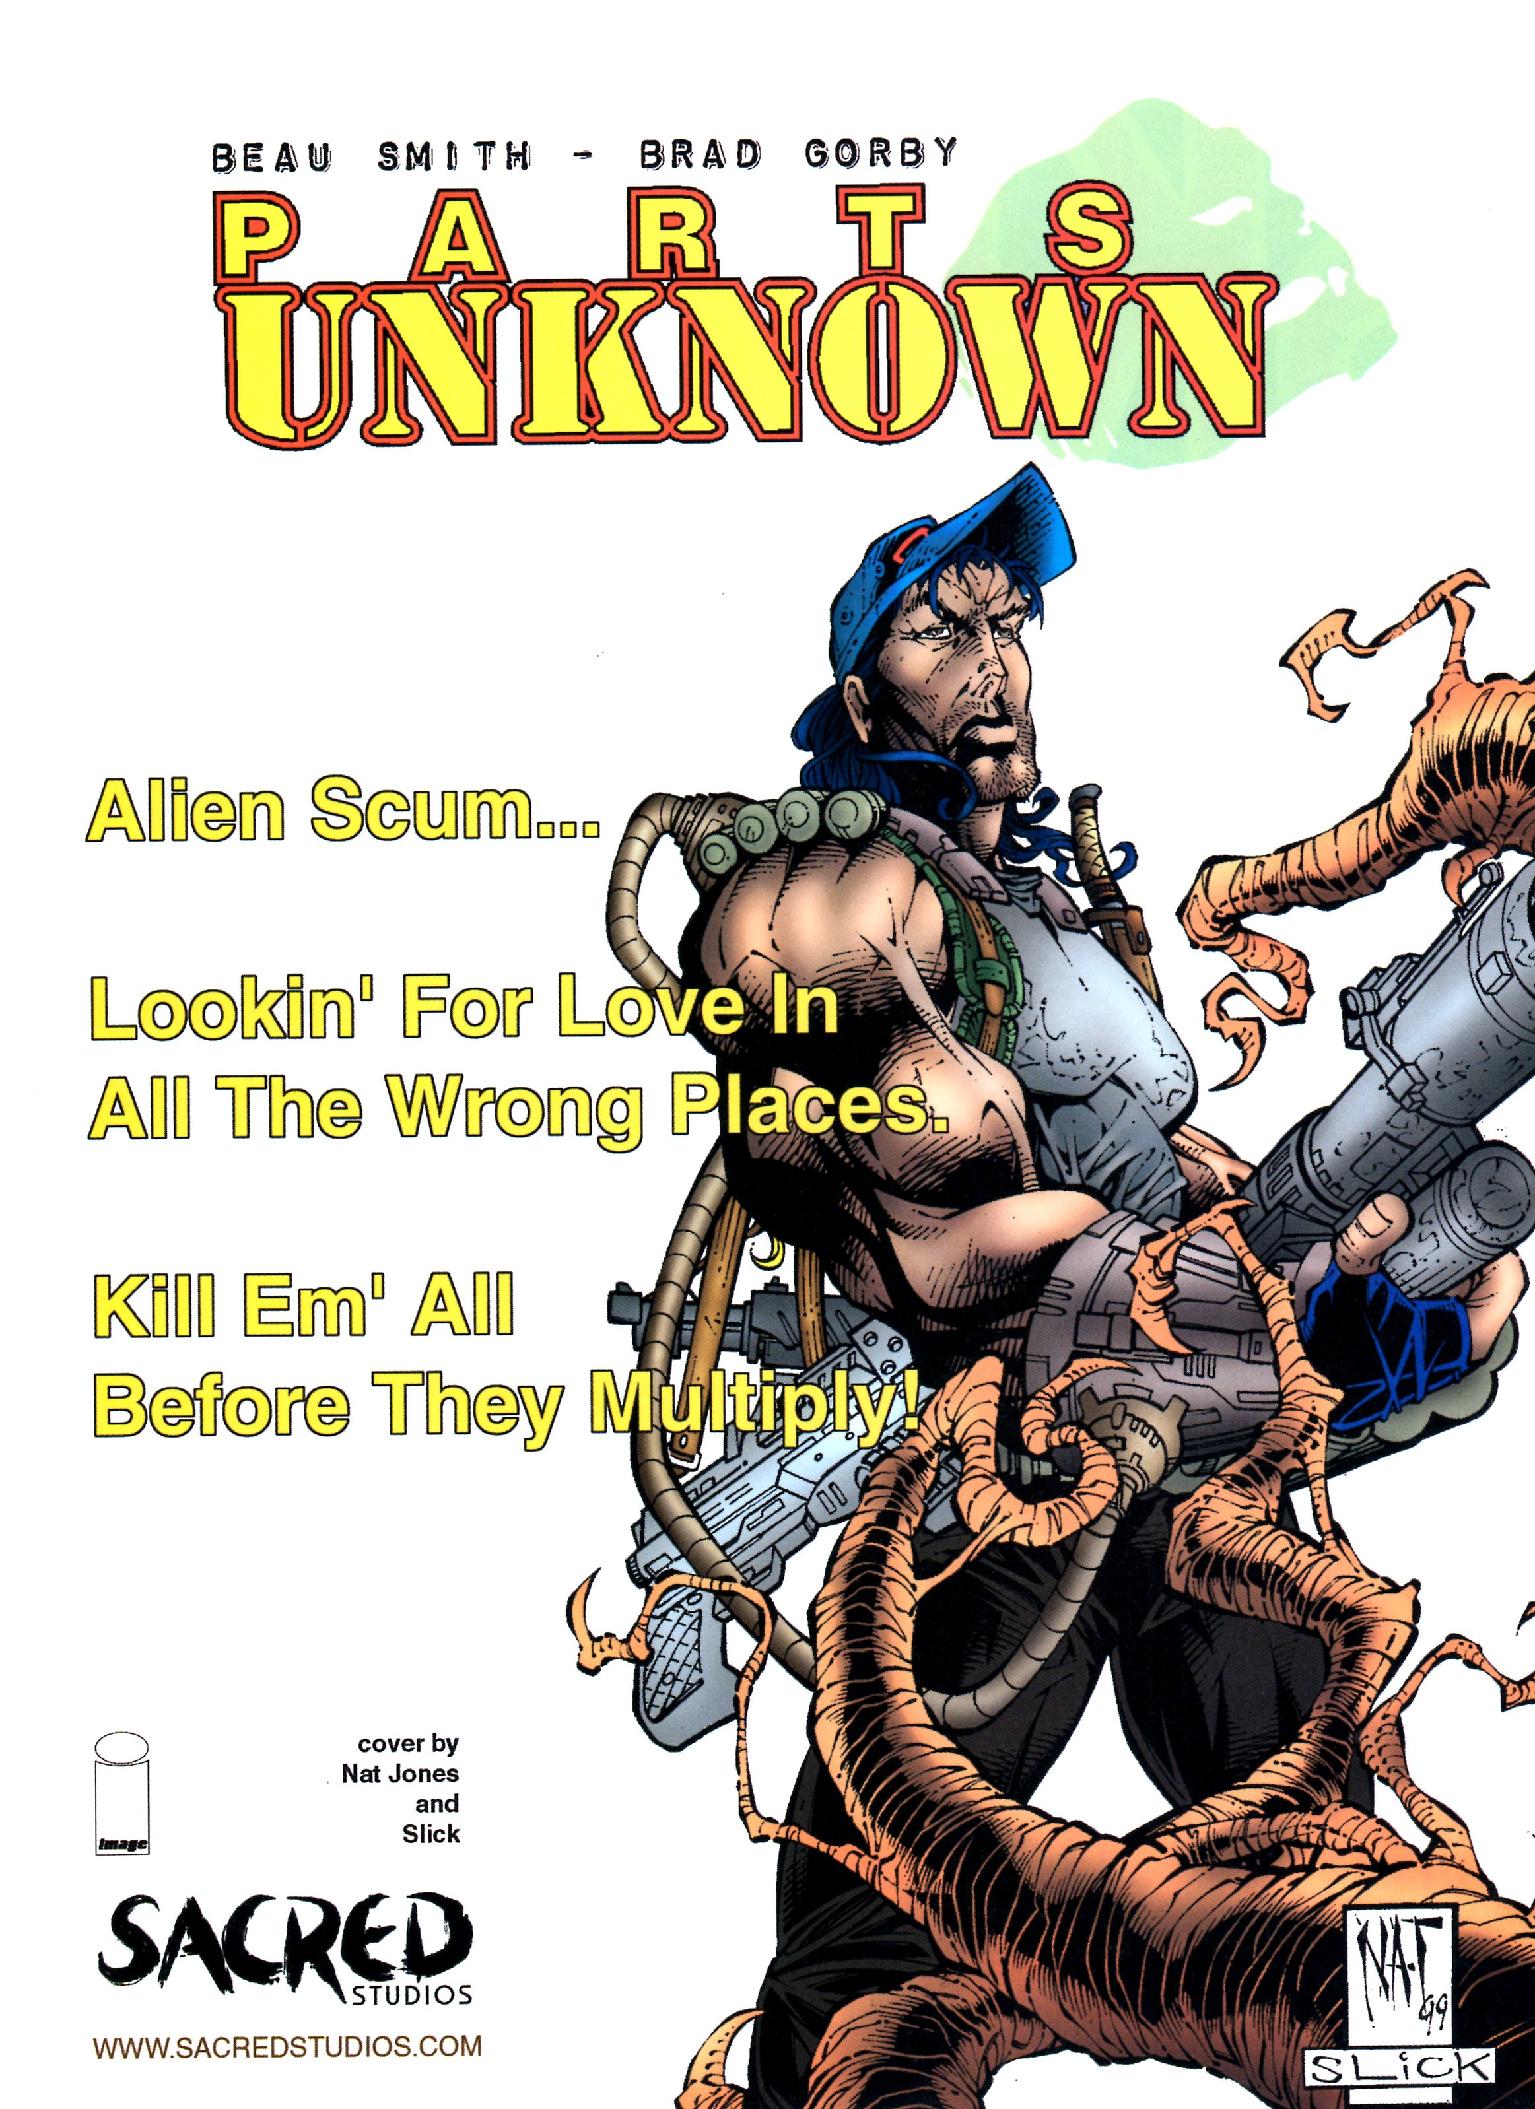 BEAU SMITH - BRAD GORBY
PARTS
UNKNOWN
Alien Scum...
Lookin' For Love In
All The Wrong Places.
Kill Em' All
Before They Multiply!
cover by
Nat Jones
and
Slick
image
SACRED
STUDIOS
WWW.SACREDSTUDIOS.COM
NAT
99
SLiCK